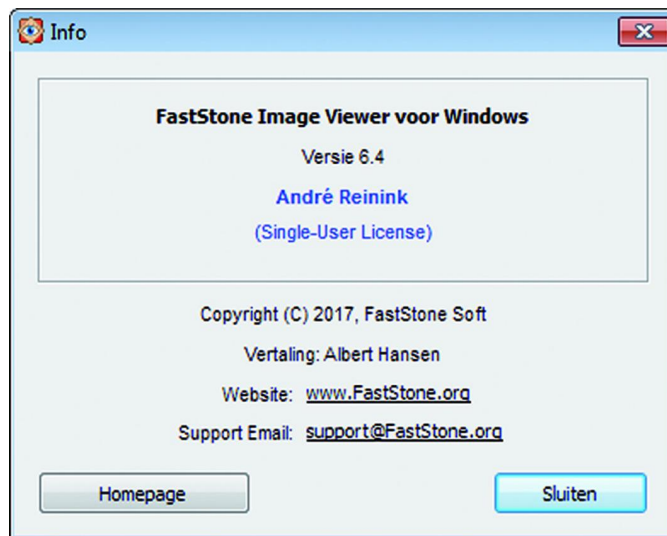 Info
FastStone Image Viewer voor Windows
Versie 6.4
André Reinink
(Single-User License)
Copyright (C) 2017, FastStone Soft
Vertaling: Albert Hansen
Website: www.FastStone.org
Support Email: support@FastStone.org
Homepage
Sluiten